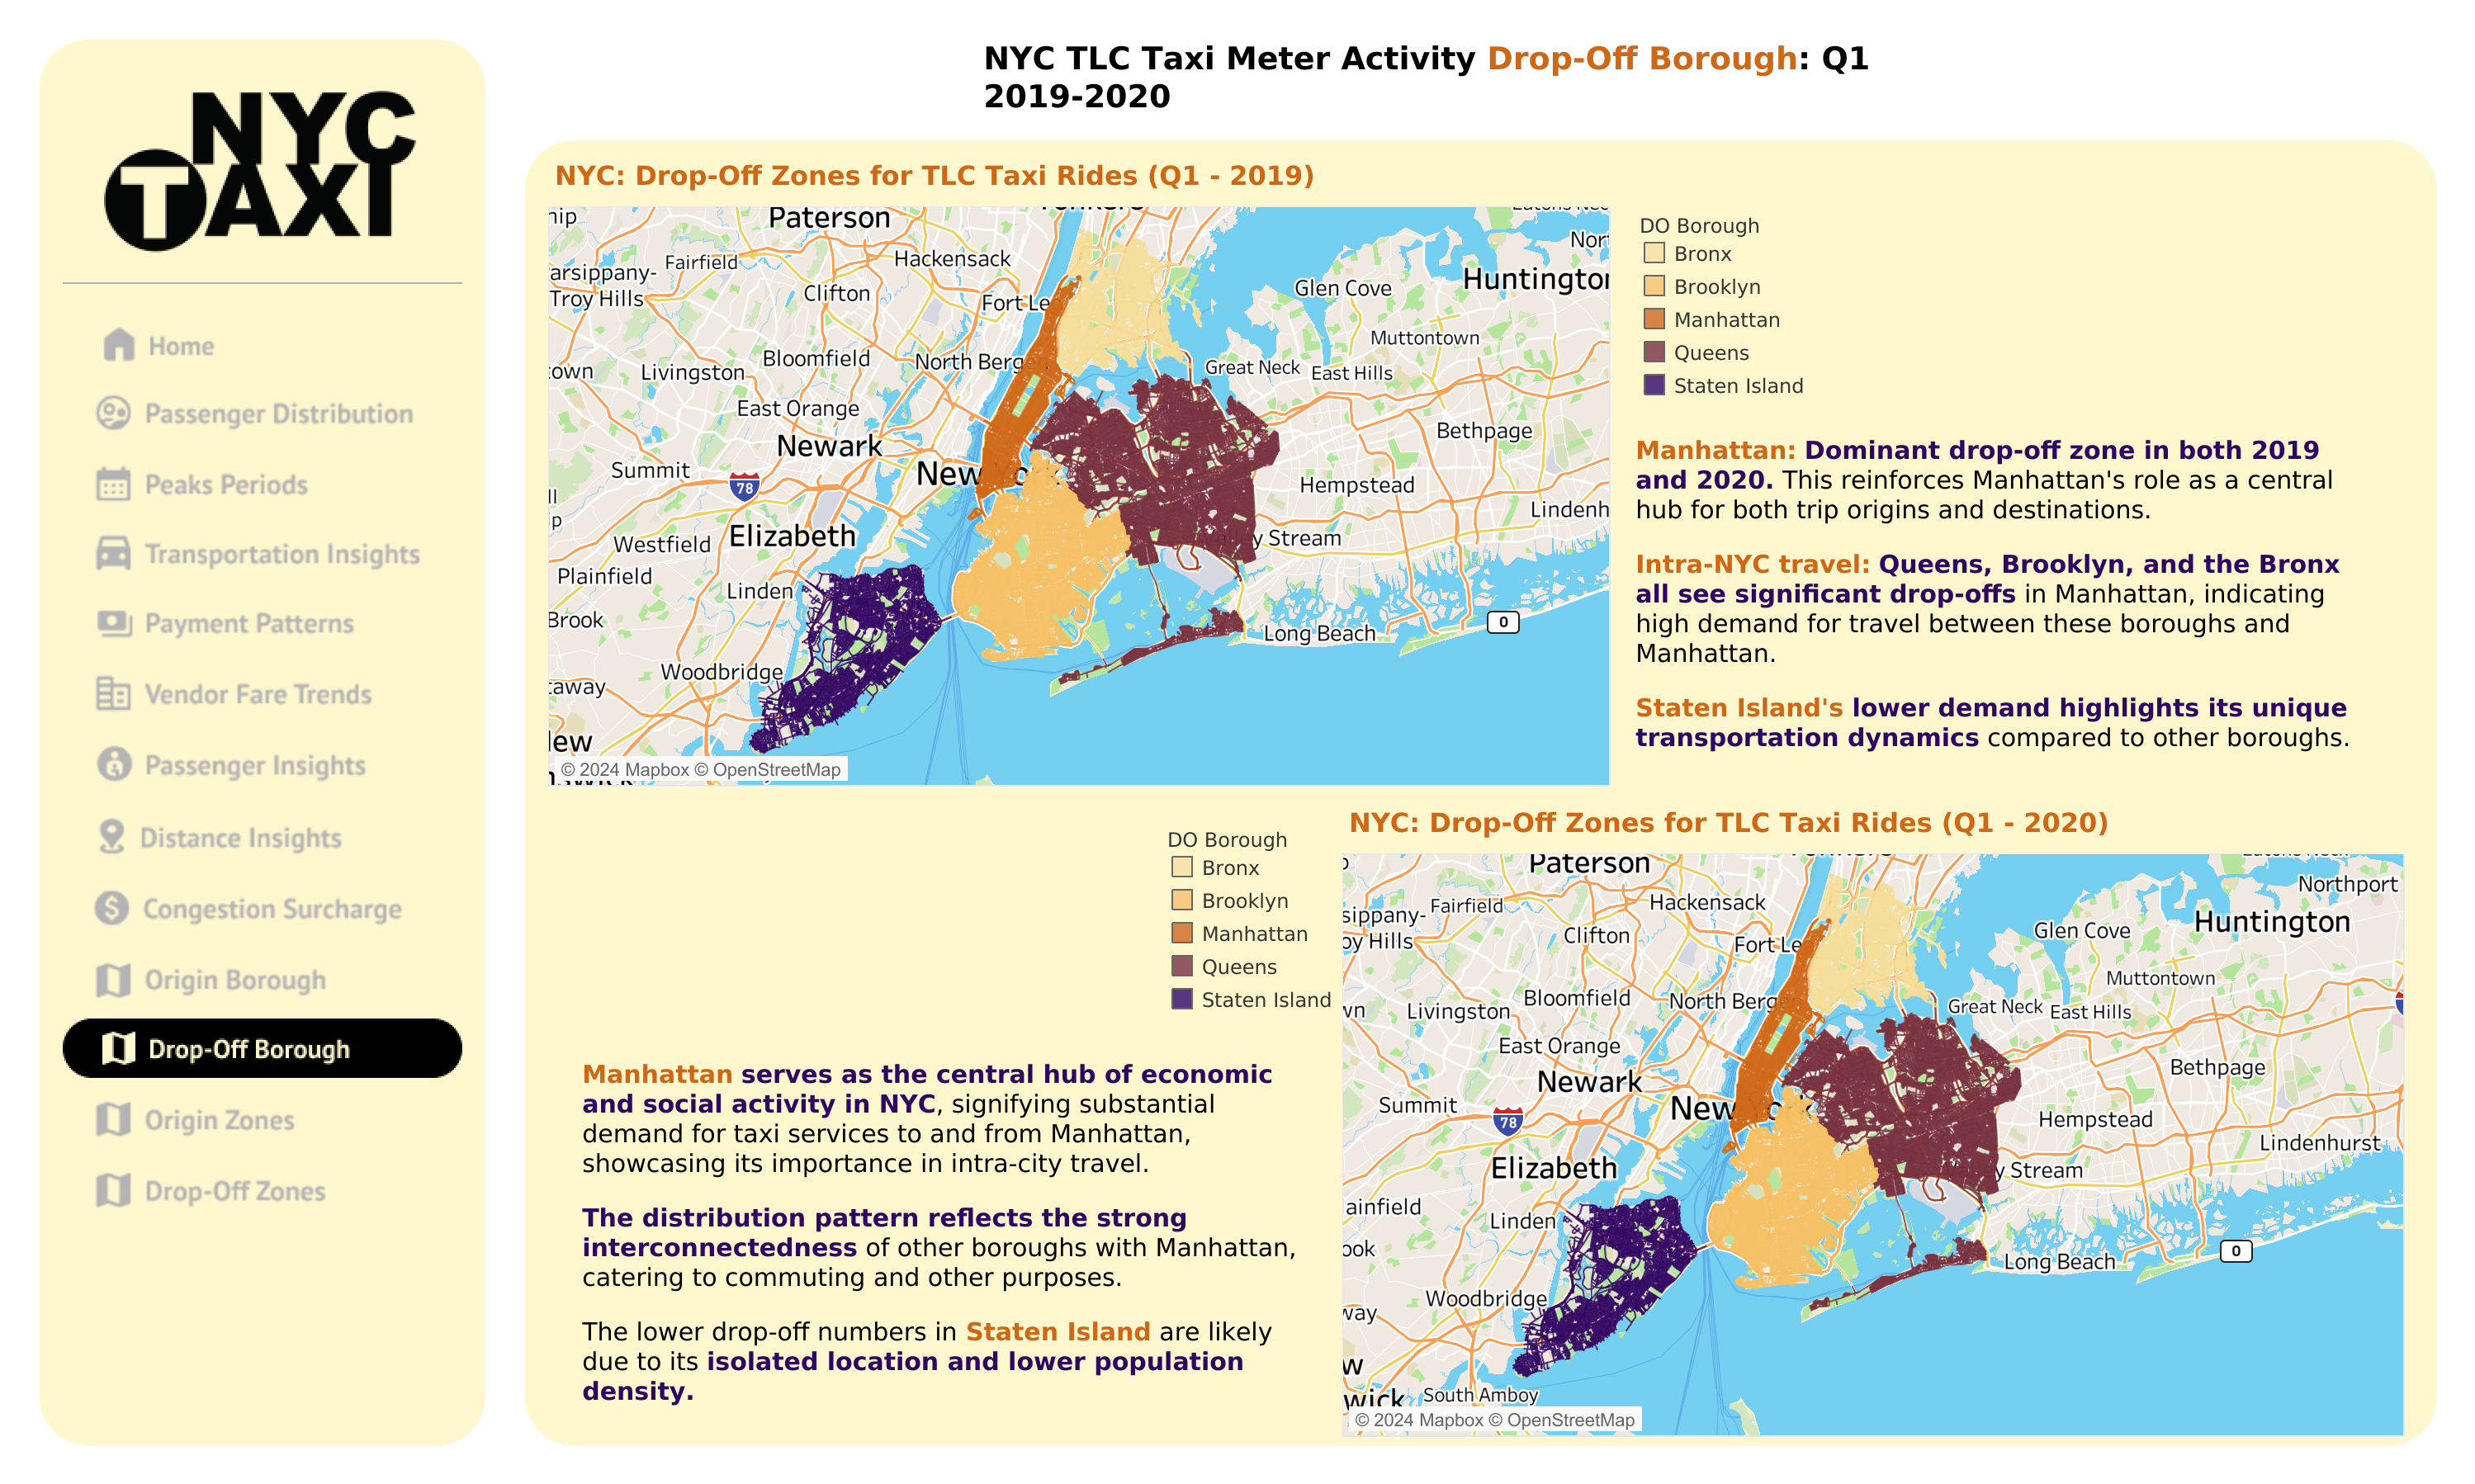 NYC
TAXI
Home
Passenger Distribution
Peaks Periods
Transportation Insights
Payment Patterns
Vendor Fare Trends
Passenger Insights
Distance Insights
Congestion Surcharge
Origin Borough
Drop-Off Borough
Origin Zones
Drop-Off Zones
NYC TLC Taxi Meter Activity Drop-Off Borough: Q1
2019-2020
NYC: Drop-Off Zones for TLC Taxi Rides (Q1 - 2019)
Paterson
Hackensack
Fairfield
arsippany-
Troy Hills
Clifton
Fort Le
Glen Cove
Huntington
Muttontown
Bloomfield
North Berg
Livingston
Great Neck
East Hills
East Orange
Newark
Bethpage
Summit
New York
78
Hempstead
Lindenh
Elizabeth
Westfield
y Stream
Plainfield
Linden
Brook
Long Beach
0
Woodbridge
© 2024 Mapbox © OpenStreetMap
DO Borough
Bronx
Brooklyn
Manhattan
Queens
Staten Island
Manhattan: Dominant drop-off zone in both 2019
and 2020. This reinforces Manhattan's role as a central
hub for both trip origins and destinations.
Intra-NYC travel: Queens, Brooklyn, and the Bronx
all see significant drop-offs in Manhattan, indicating
high demand for travel between these boroughs and
Manhattan.
Staten Island's lower demand highlights its unique
transportation dynamics compared to other boroughs.
DO Borough
Bronx
Brooklyn
Manhattan
Queens
Staten Island
Manhattan serves as the central hub of economic
and social activity in NYC, signifying substantial
demand for taxi services to and from Manhattan,
showcasing its importance in intra-city travel.
The distribution pattern reflects the strong
interconnectedness of other boroughs with Manhattan,
catering to commuting and other purposes.
The lower drop-off numbers in Staten Island are likely
due to its isolated location and lower population
density.
NYC: Drop-Off Zones for TLC Taxi Rides (Q1 - 2020)
Paterson
Northport
Hackensack
Fairfield
sippany-
oy Hills
Clifton
Fort Le
Glen Cove
Huntington
Muttontown
Bloomfield
North Berg
Livingston
Great Neck
East Hills
East Orange
Newark
Bethpage
Summit
New York
78
Hempstead
Lindenhurst
Elizabeth
y Stream
ainfield
Linden
ook
Long Beach
0
Woodbridge
way
South Amboy
wick
© 2024 Mapbox © OpenStreetMap